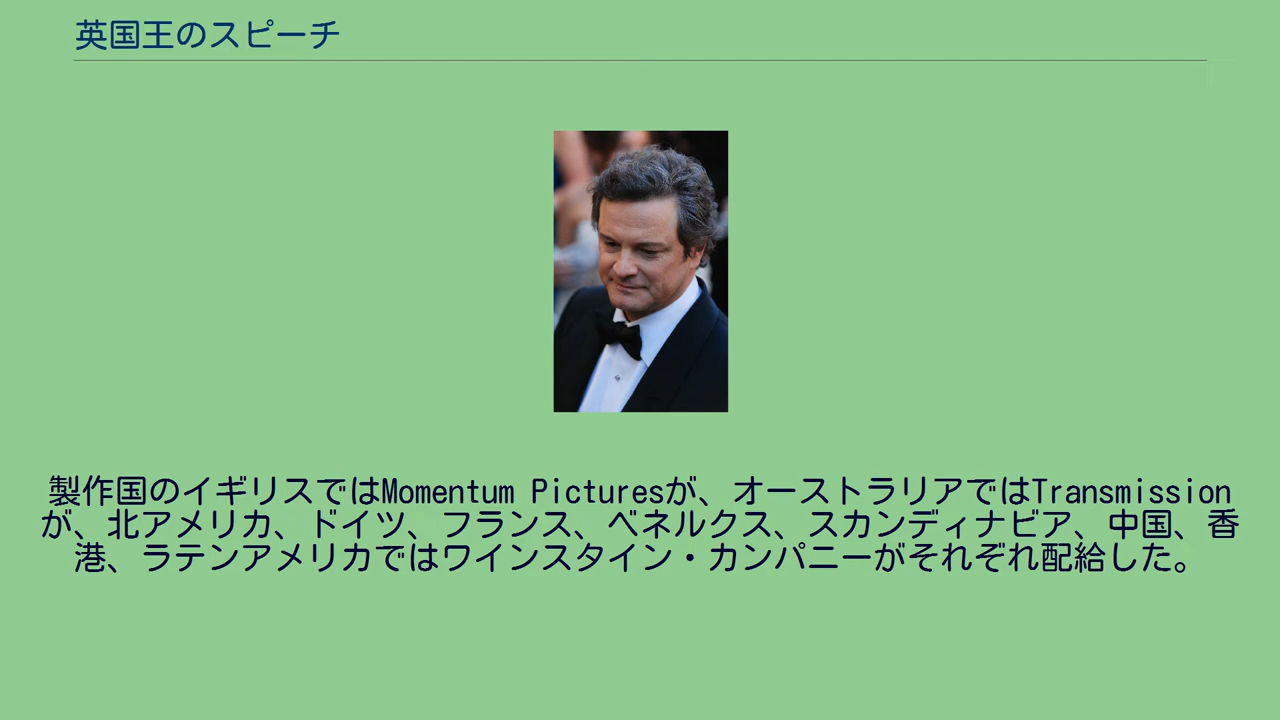 英国王のスピーチ
製作国のイギリスではMomentum Picturesが、オーストラリアではTransmission
が、北アメリカ、ドイツ、フランス、ベネルクス、スカンディナビア、中国、香
港、ラテンアメリカではワインスタイン・カンパニーがそれぞれ配給した。